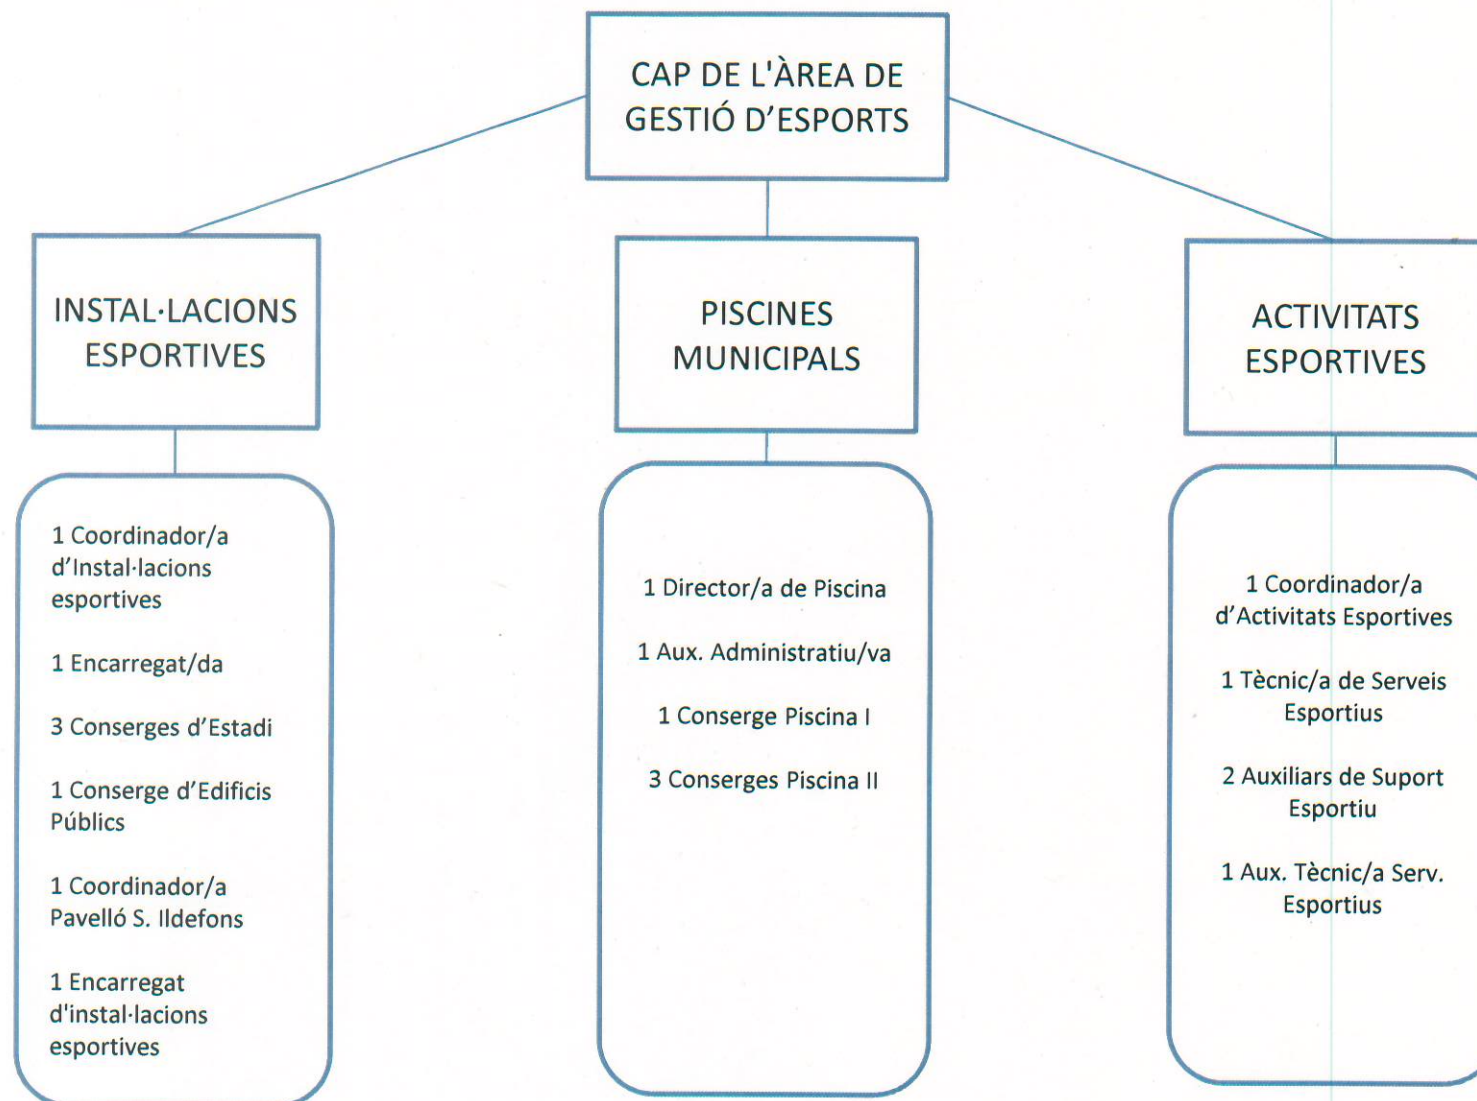 CAP DE L'ÀREA DE
GESTIÓ D’ESPORTS
INSTAL·LACIONS
ESPORTIVES
PISCINES
MUNICIPALS
ACTIVITATS
ESPORTIVES
1 Coordinador/a
d’Instal·lacions
esportives
1 Encarregat/da
3 Conserges d’Estadi
1 Conserge d’Edificis
Públics
1 Coordinador/a
Pavelló S. Ildefons
1 Encarregat
d'instal·lacions
esportives
1 Director/a de Piscina
1 Aux. Administratiu/va
1 Conserge Piscina I
3 Conserges Piscina II
1 Coordinador/a
d’Activitats Esportives
1 Tècnic/a de Serveis
Esportius
2 Auxiliars de Suport
Esportiu
1 Aux. Tècnic/a Serv.
Esportius